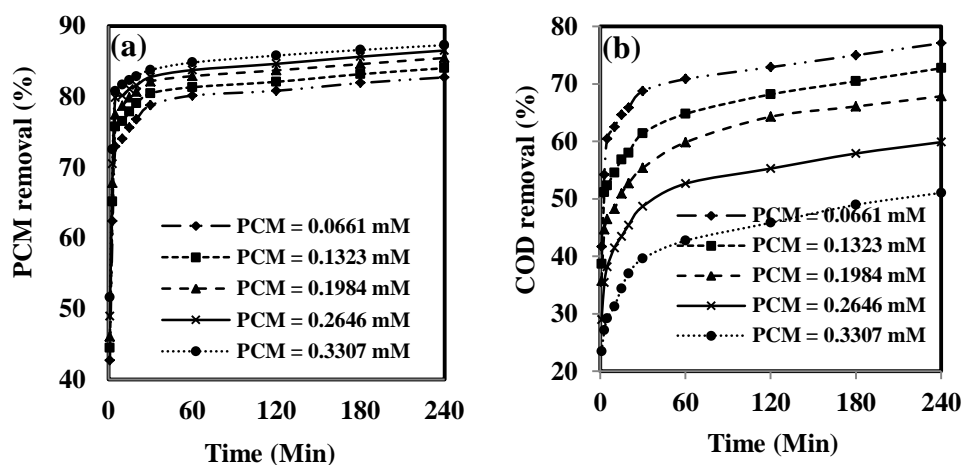 (a)
PCM removal (%)
90
80
70
60
50
40
PCM = 0.0661 mM
PCM = 0.1323 mM
PCM = 0.1984 mM
PCM = 0.2646 mM
PCM = 0.3307 mM
0 60 120 180 240
Time (Min)
(b)
COD removal (%)
80
70
60
50
40
30
20
PCM = 0.0661 mM
PCM = 0.1323 mM
PCM = 0.1984 mM
PCM = 0.2646 mM
PCM = 0.3307 mM
0 60 120 180 240
Time (Min)